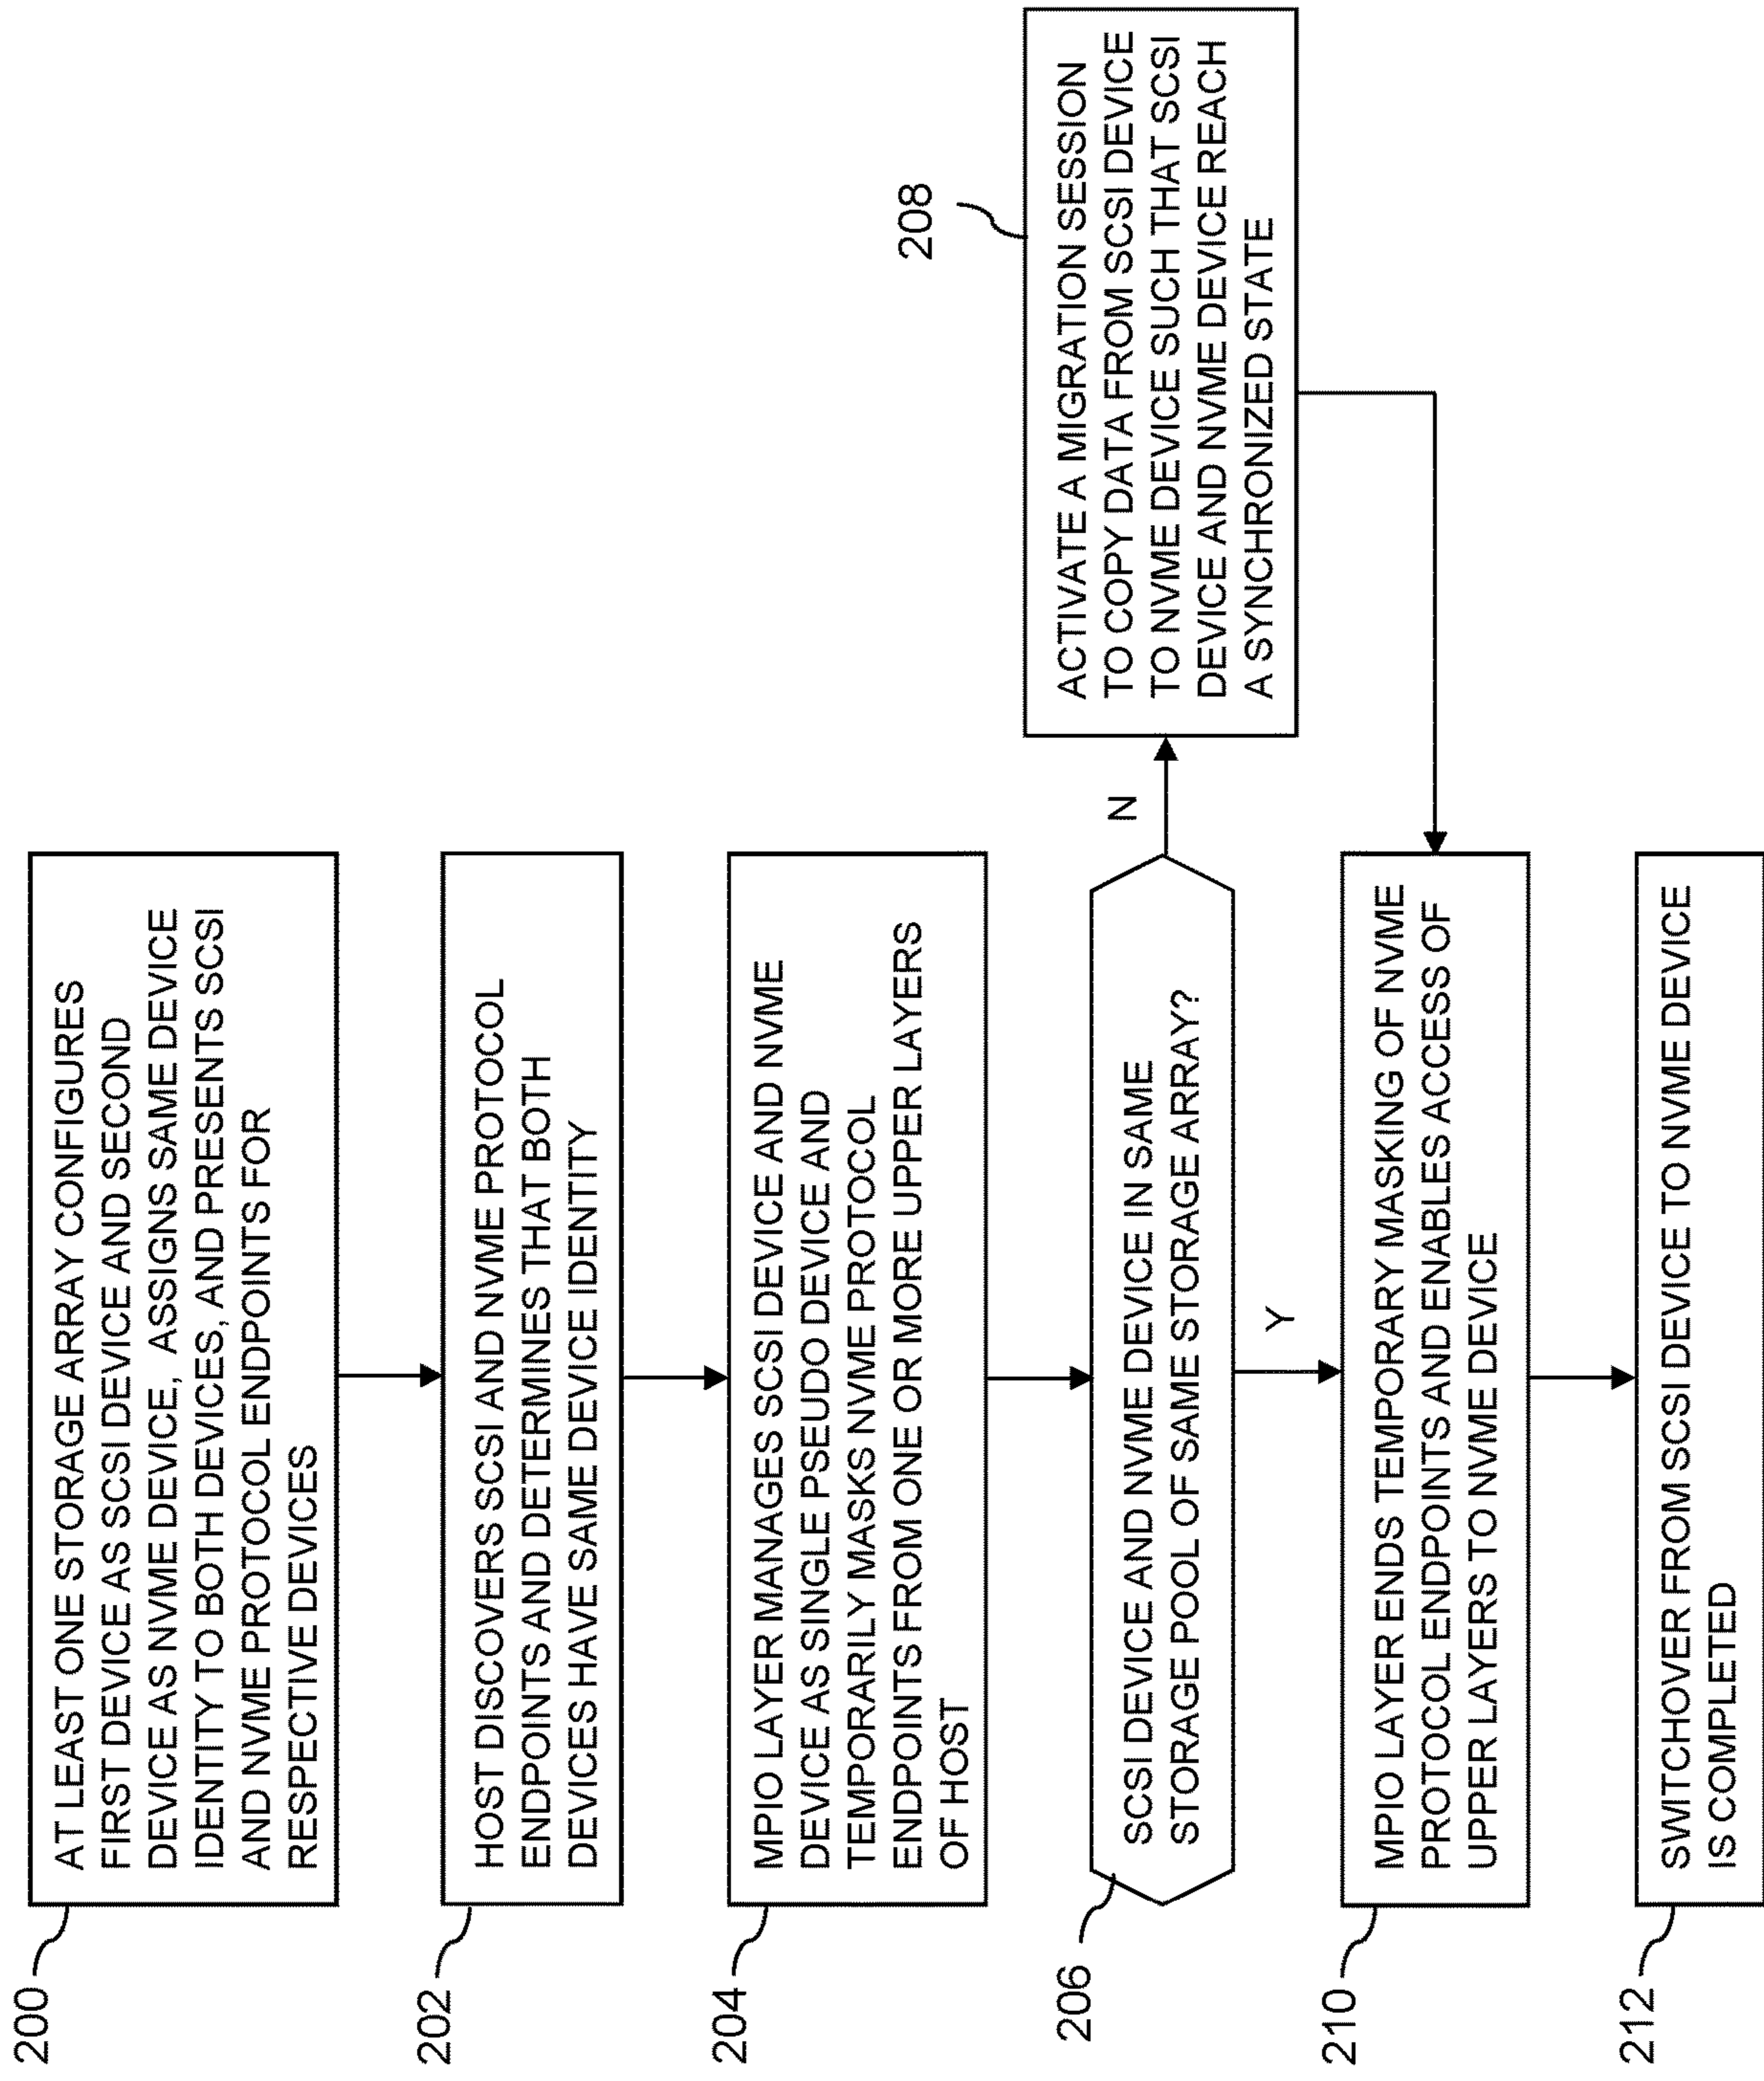 200
AT LEAST ONE STORAGE ARRAY CONFIGURES
FIRST DEVICE AS SCSI DEVICE AND SECOND
DEVICE AS NVME DEVICE, ASSIGNS SAME DEVICE
IDENTITY TO BOTH DEVICES, AND PRESENTS SCSI
AND NVME PROTOCOL ENDPOINTS FOR
RESPECTIVE DEVICES
202
HOST DISCOVERS SCSI AND NVME PROTOCOL
ENDPOINTS AND DETERMINES THAT BOTH
DEVICES HAVE SAME DEVICE IDENTITY
204
MPIO LAYER MANAGES SCSI DEVICE AND NVME
DEVICE AS SINGLE PSEUDO DEVICE AND
TEMPORARILY MASKS NVME PROTOCOL
ENDPOINTS FROM ONE OR MORE UPPER LAYERS
OF HOST
206
SCSI DEVICE AND NVME DEVICE IN SAME
STORAGE POOL OF SAME STORAGE ARRAY?
N
208
ACTIVATE A MIGRATION SESSION
TO COPY DATA FROM SCSI DEVICE
TO NVME DEVICE SUCH THAT SCSI
DEVICE AND NVME DEVICE REACH
A SYNCHRONIZED STATE
Y
210
MPIO LAYER ENDS TEMPORARY MASKING OF NVME
PROTOCOL ENDPOINTS AND ENABLES ACCESS OF
UPPER LAYERS TO NVME DEVICE
212
SWITCHOVER FROM SCSI DEVICE TO NVME DEVICE
IS COMPLETED